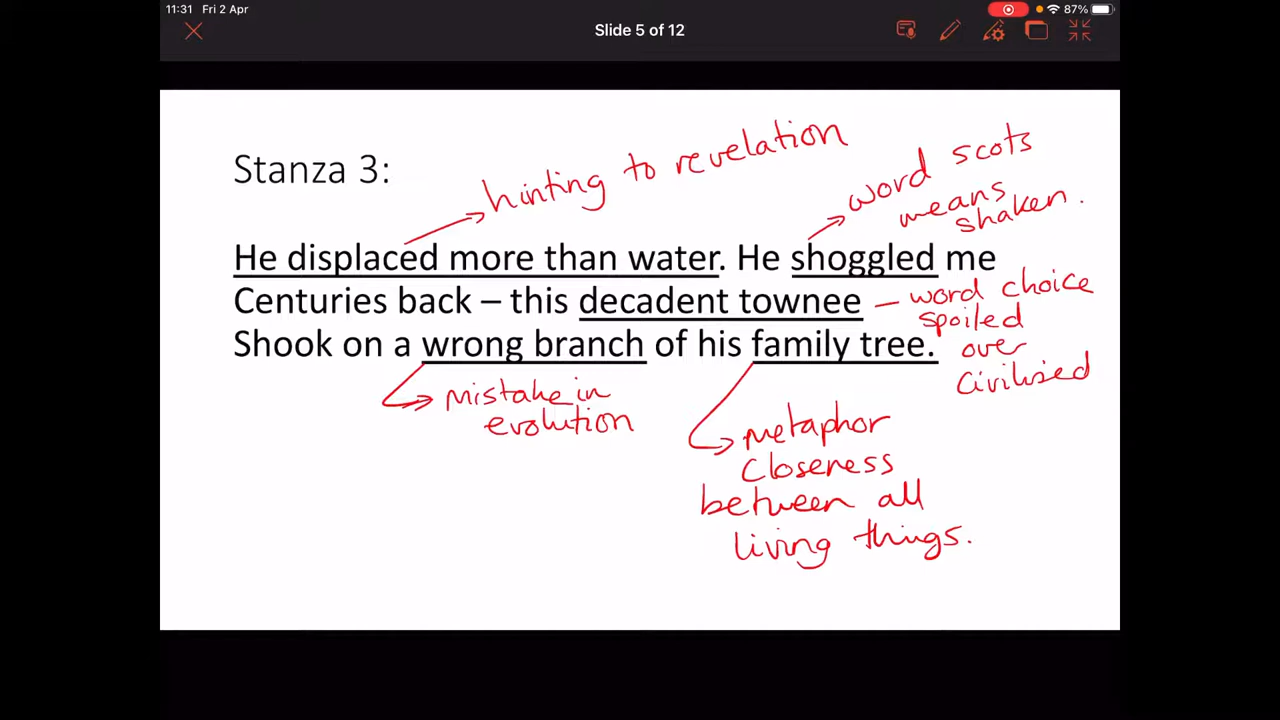 11:31 Fri 2 Apr
87%
Slide 5 of 12
Stanza 3:
hinting to revelation
word scots
means
shaken.
He displaced more than water. He shoggled me
Centuries back – this decadent townee
Shook on a wrong branch of his family tree.
word choice
spoiled
over
civilised
mistake in
evolution
metaphor
closeness
between all
living things.